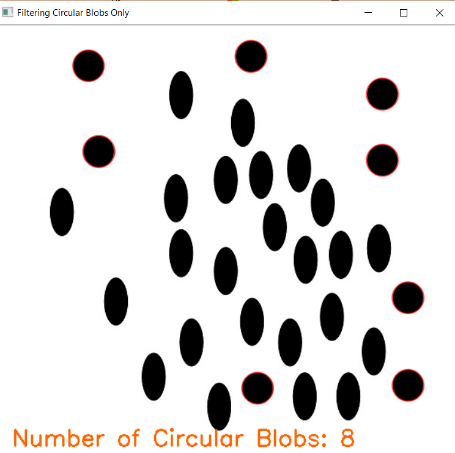 Filtering Circular Blobs Only
Number of Circular Blobs: 8